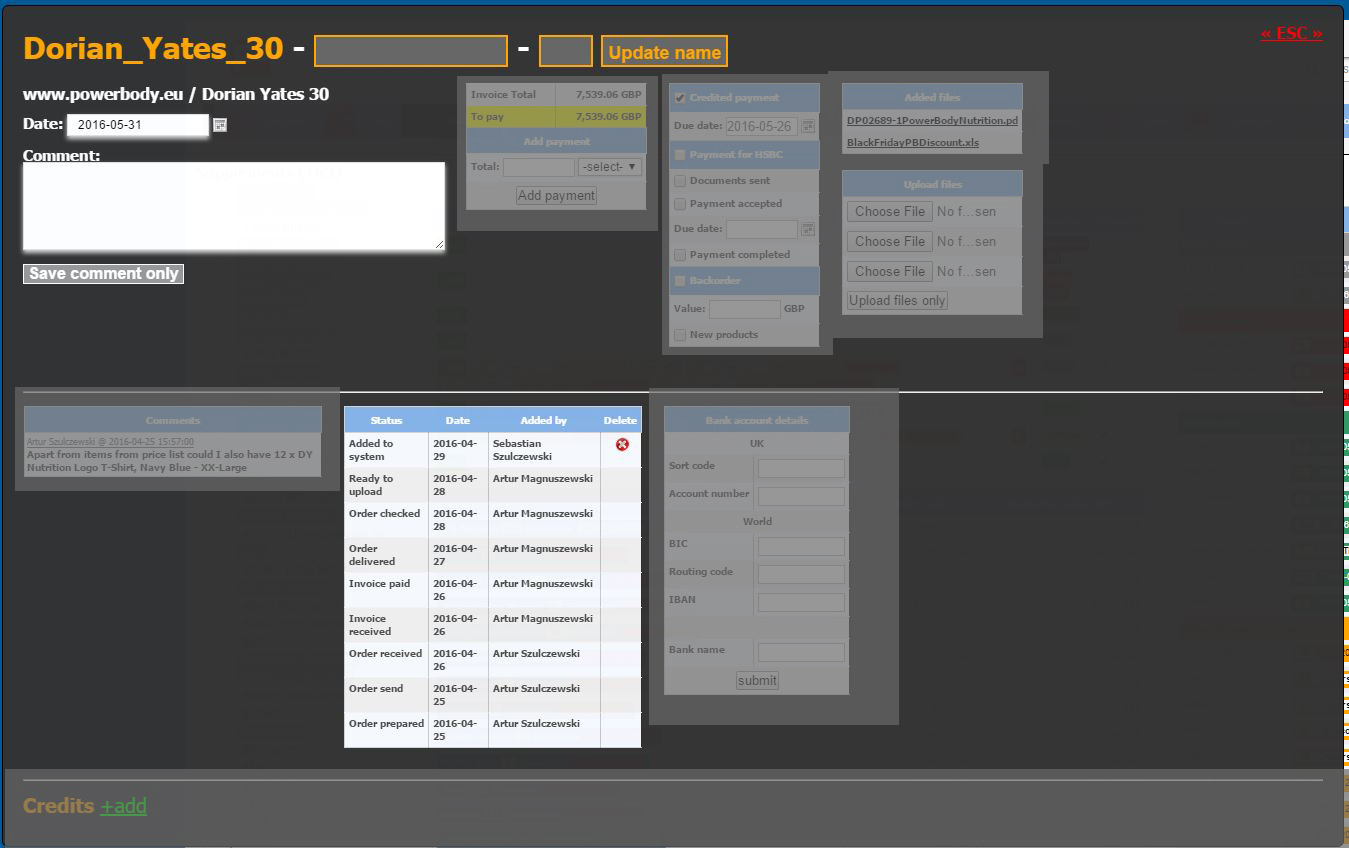 Dorian_Yates_30 - -
Update name
« ESC »
www.powerbody.eu / Dorian Yates 30
Date: 2016-05-31
Comment:
Save comment only
Invoice Total 7,539.06 GBP
To pay 7,539.06 GBP
Add payment
Total: -select-
Add payment
Credited payment
Due date: 2016-05-26
Payment for HSBC
Documents sent
Payment accepted
Due date:
Payment completed
Backorder
Value: GBP
New products
Added files
DP02689-1PowerBodyNutrition.pd
BlackFridayPBDiscount.xls
Upload files
Choose File No f...sen
Choose File No f...sen
Choose File No f...sen
Upload files only
Comments
Artur Szulczewski @ 2016-04-25 15:57:00
Apart from items from price list could I also have 12 x DY
Nutrition Logo T-Shirt, Navy Blue - XX-Large
Status Date Added by Delete
Added to 2016-04- Sebastian
system 29 Szulczewski
Ready to 2016-04- Artur Magnuszewski
upload 28
Order checked 2016-04- Artur Magnuszewski
28
Order 2016-04- Artur Magnuszewski
delivered 27
Invoice paid 2016-04- Artur Magnuszewski
26
Invoice 2016-04- Artur Magnuszewski
received 26
Order received 2016-04- Artur Szulczewski
26
Order send 2016-04- Artur Szulczewski
25
Order prepared 2016-04- Artur Szulczewski
25
Bank account details
UK
Sort code
Account number
World
BIC
Routing code
IBAN
Bank name
submit
Credits +add